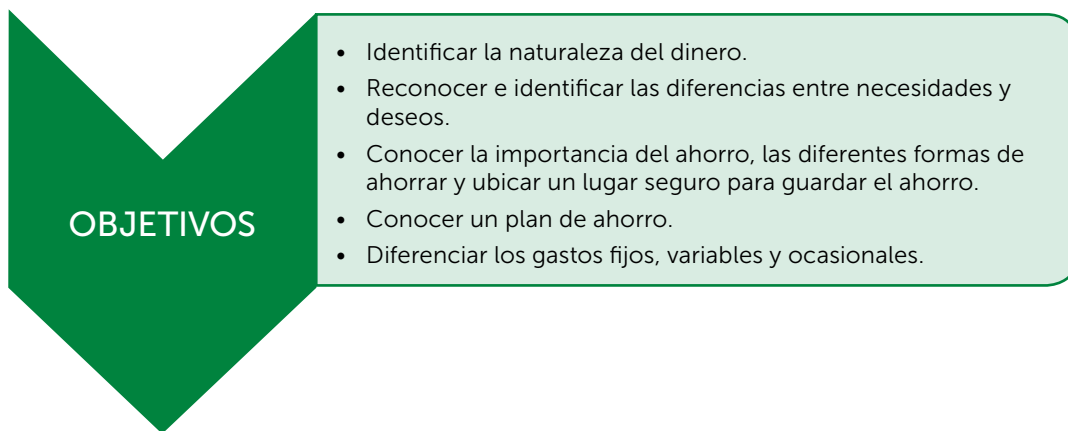 OBJETIVOS
• Identificar la naturaleza del dinero.
• Reconocer e identificar las diferencias entre necesidades y
deseos.
• Conocer la importancia del ahorro, las diferentes formas de
ahorrar y ubicar un lugar seguro para guardar el ahorro.
• Conocer un plan de ahorro.
• Diferenciar los gastos fijos, variables y ocasionales.